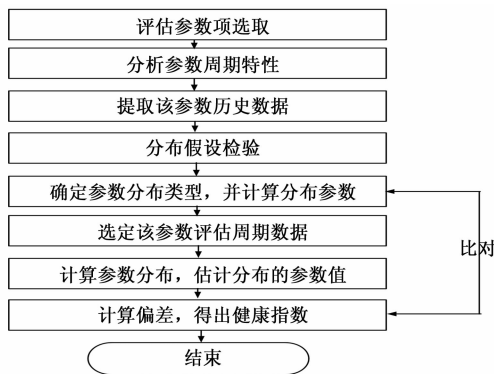 评估参数项选取
分析参数周期特性
提取该参数历史数据
分布假设检验
确定参数分布类型，并计算分布参数
选定该参数评估周期数据
比对
计算参数分布，估计分布的参数值
计算偏差，得出健康指数
结束